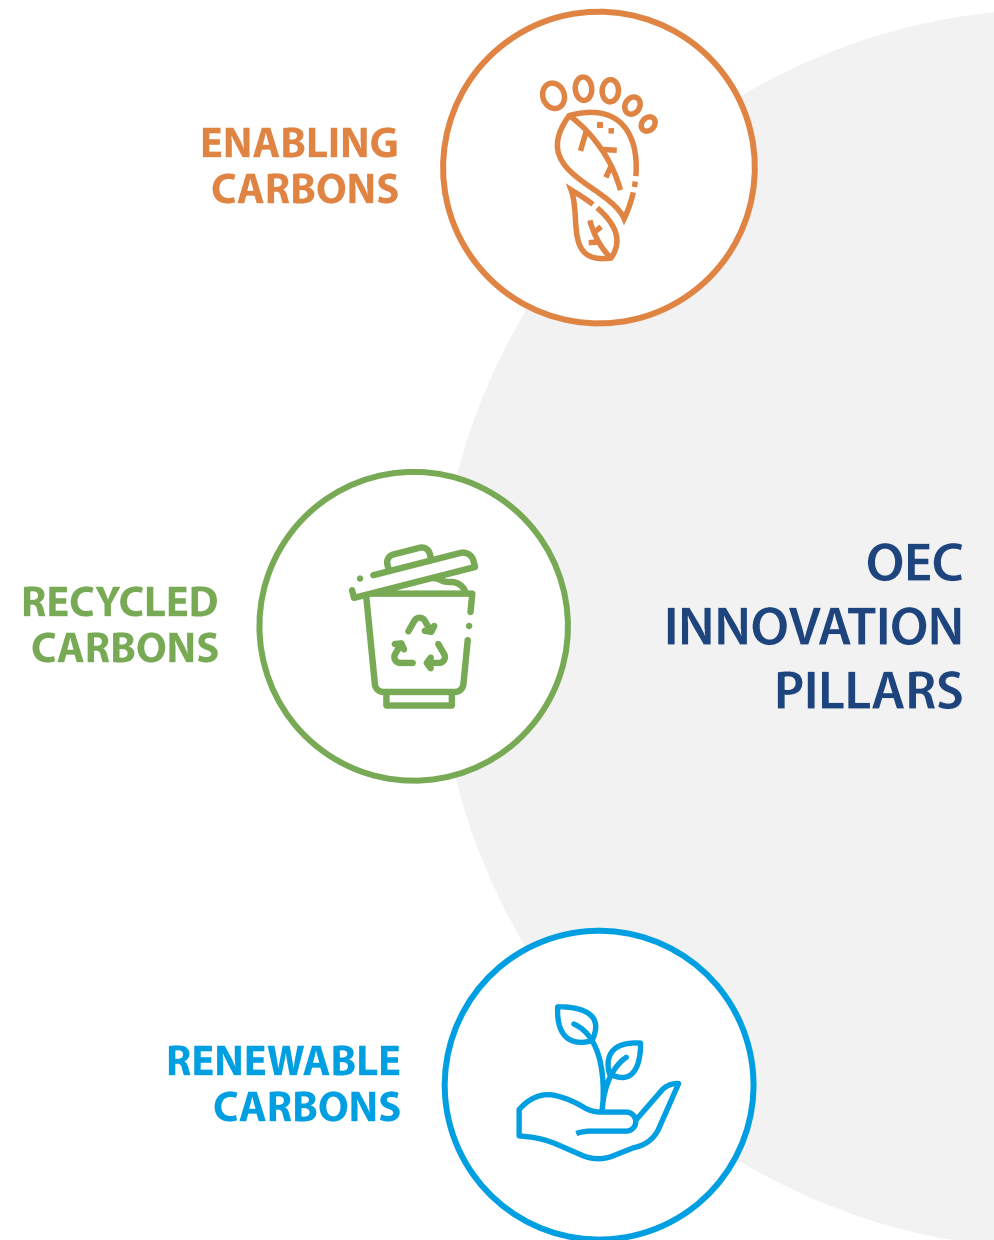 ENABLING
CARBONS
RECYCLED
CARBONS
OEC
INNOVATION
PILLARS
RENEWABLE
CARBONS